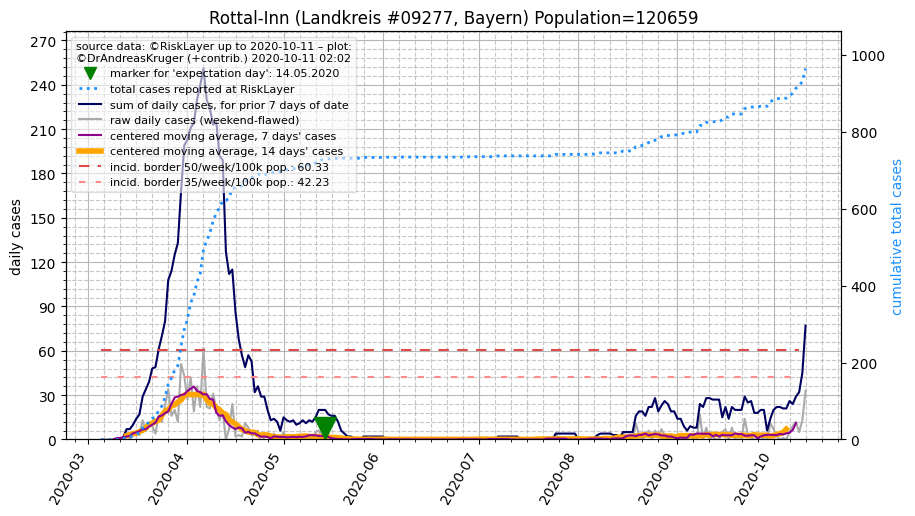 Rottal-Inn (Landkreis #09277, Bayern) Population=120659
source data: ©RiskLayer up to 2020-10-11 – plot:
©DrAndreasKruger (+contrib.) 2020-10-11 02:02
marker for 'expectation day': 14.05.2020
total cases reported at RiskLayer
sum of daily cases, for prior 7 days of date
raw daily cases (weekend-flawed)
centered moving average, 7 days' cases
centered moving average, 14 days' cases
incid. border 50/week/100k pop.: 60.33
incid. border 35/week/100k pop.: 42.23
daily cases
270
240
210
180
150
120
90
60
30
0
cumulative total cases
1000
800
600
400
200
0
2020-03
2020-04
2020-05
2020-06
2020-07
2020-08
2020-09
2020-10